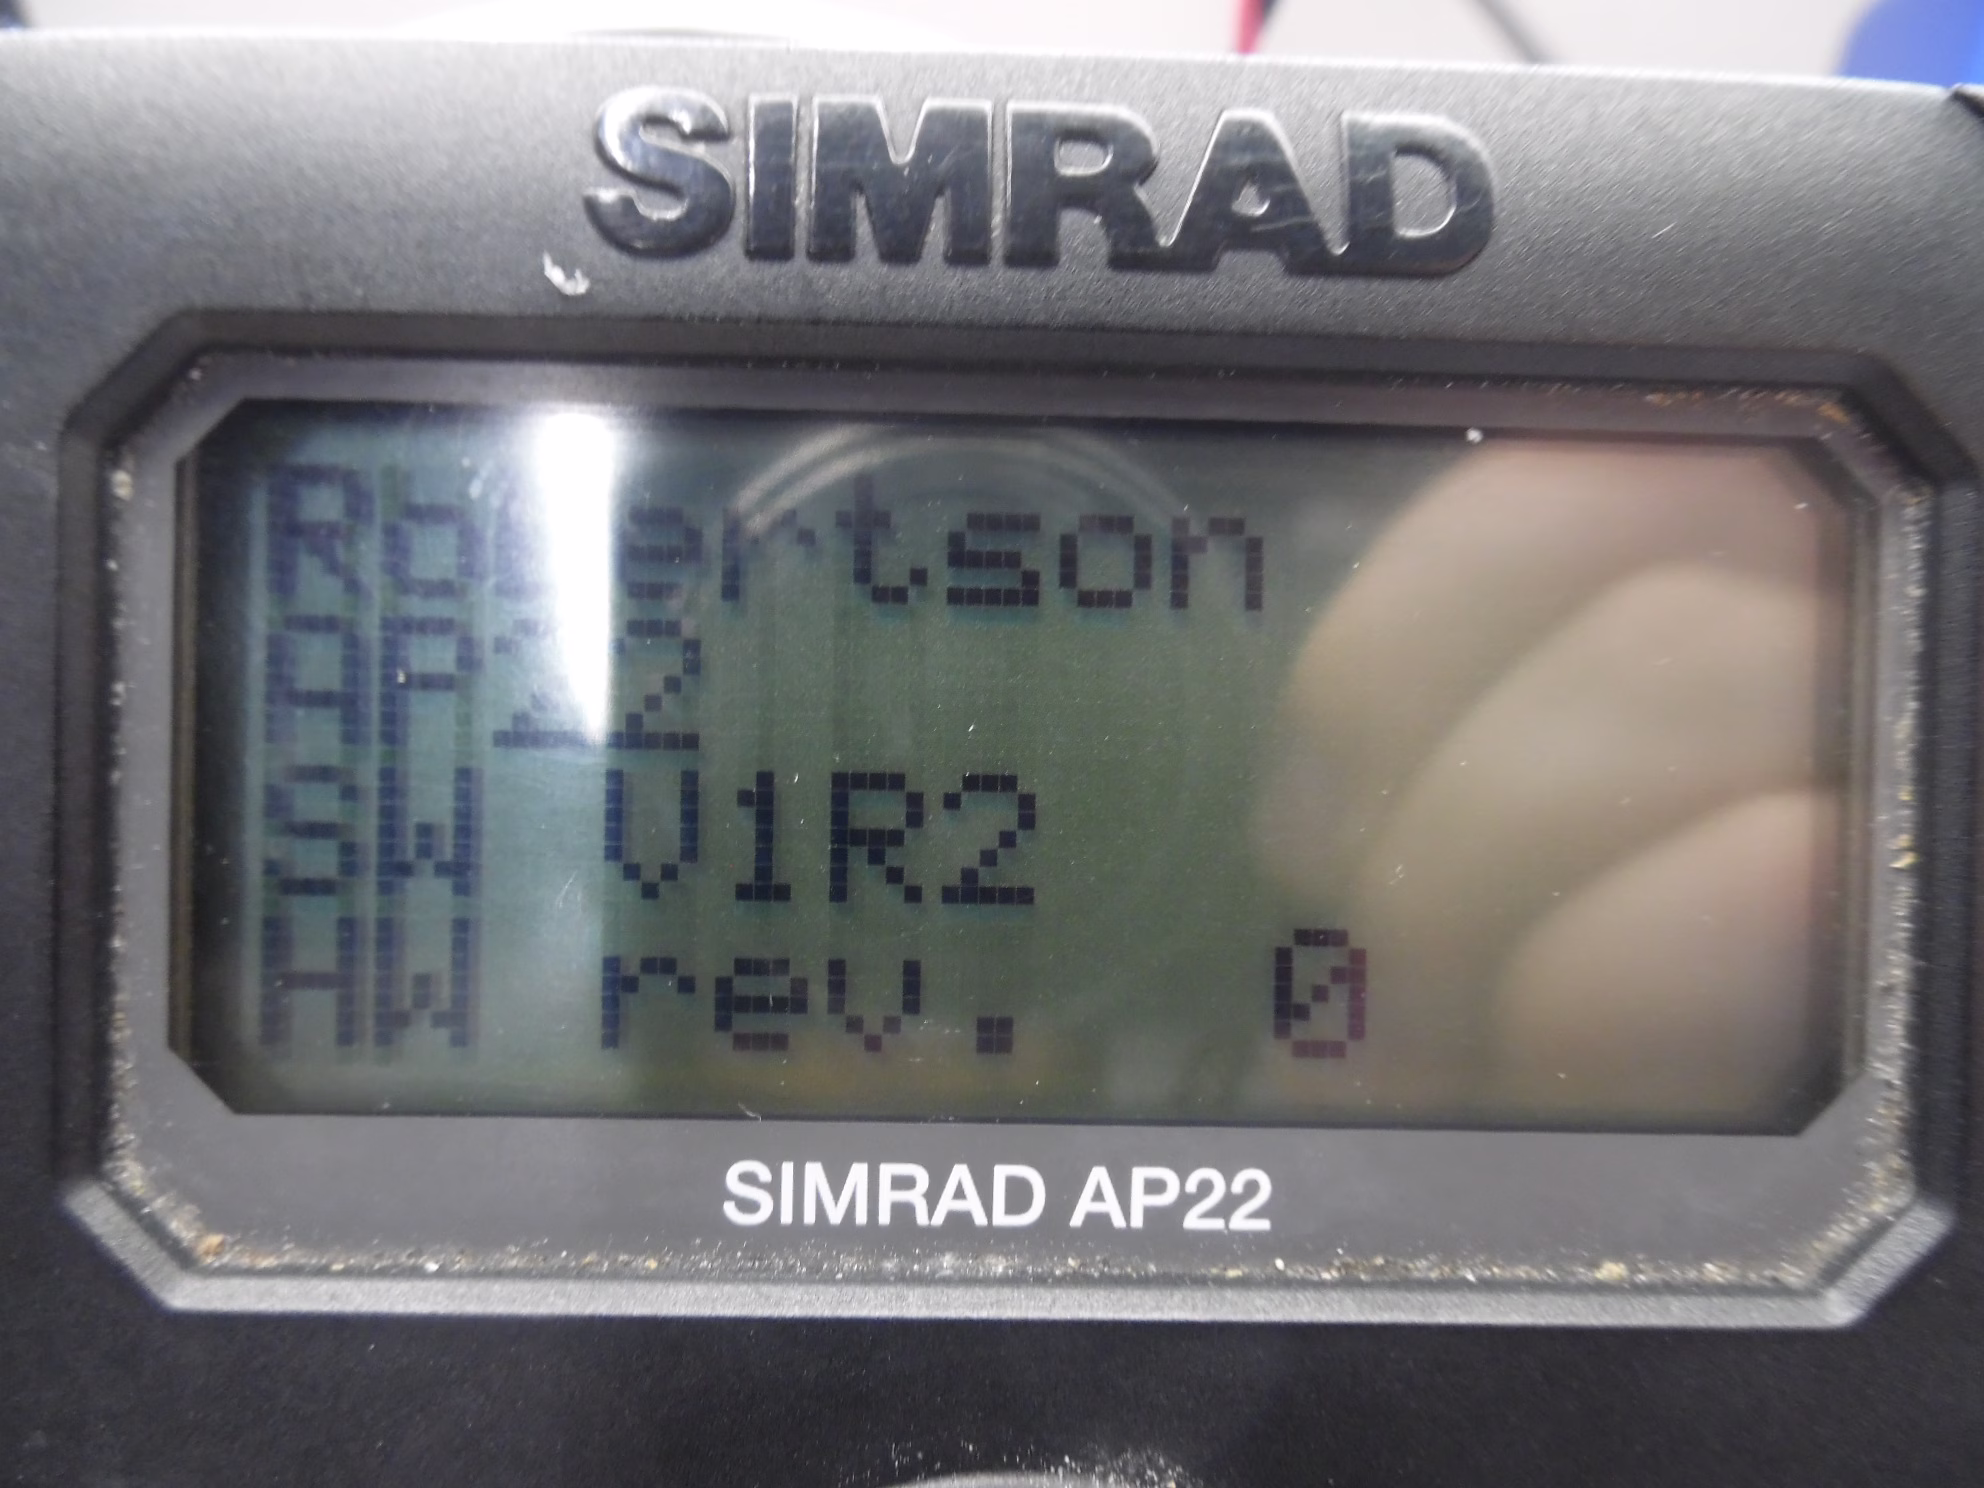 SIMRAD
Robertson
AP22
SW V1R2
HW rev. 0
SIMRAD AP22